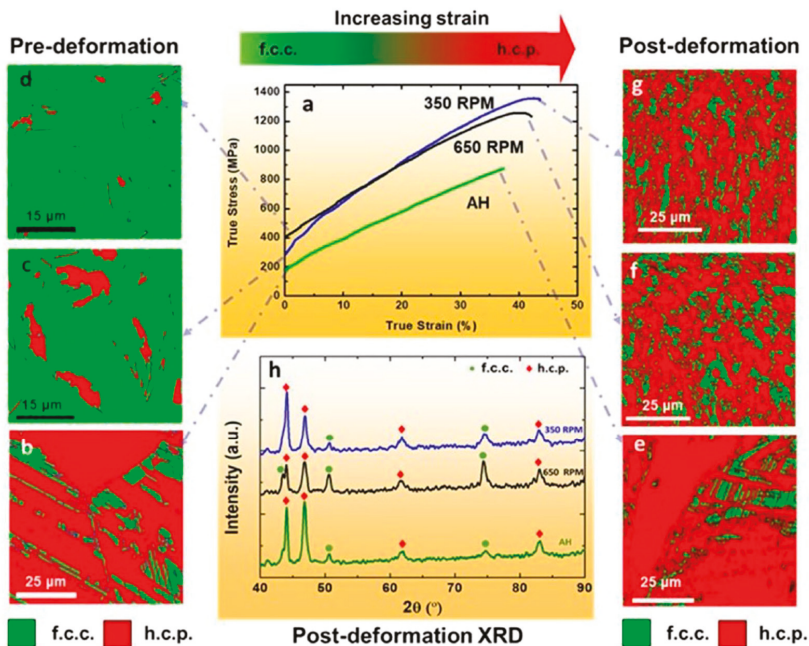 Increasing strain
Pre-deformation
f.c.c.
h.c.p.
Post-deformation
d
15 µm
c
15 µm
b
25 µm
f.c.c.
h.c.p.
a
350 RPM
650 RPM
AH
True Stress (MPa)
1400
1200
1000
800
600
400
200
0
0
10
20
30
40
50
True Strain (%)
h
f.c.c.
h.c.p.
350 RPM
650 RPM
AH
Intensity (a.u.)
40
50
60
70
80
90
2θ (°)
Post-deformation XRD
g
25 µm
f
25 µm
e
25 µm
f.c.c.
h.c.p.